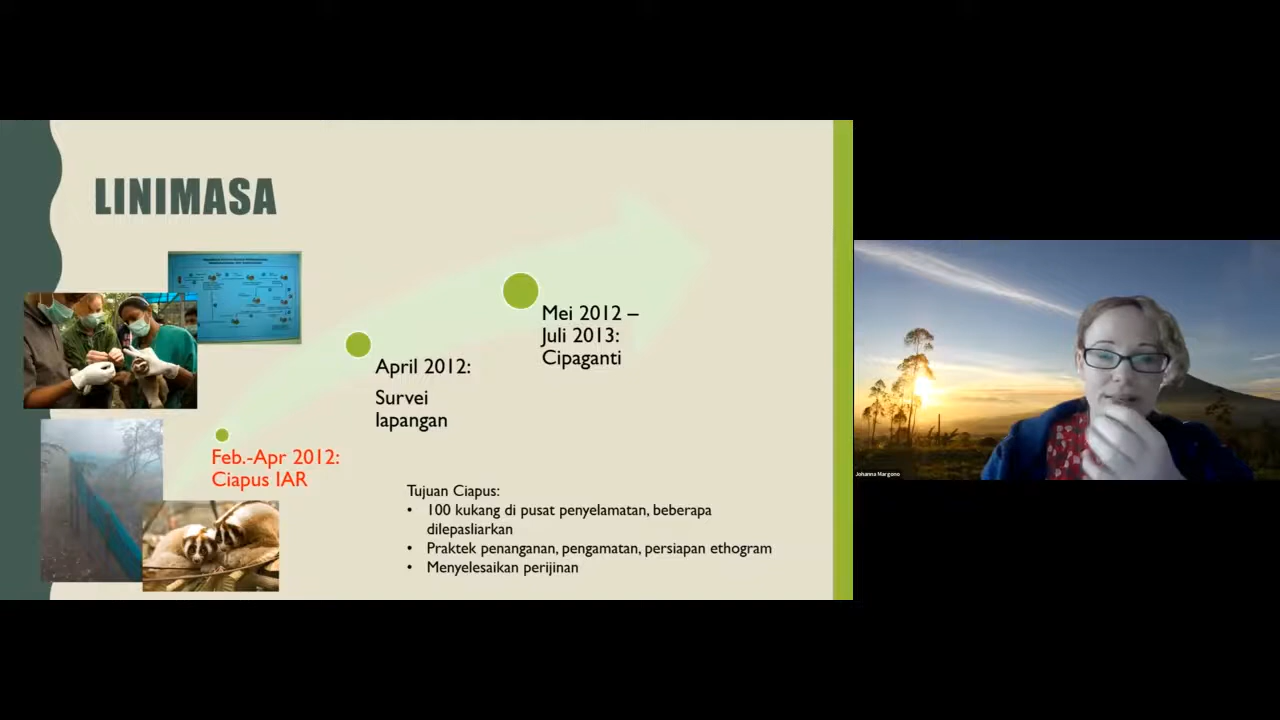 LINIMASA
Mei 2012 –
Juli 2013:
Cipaganti
April 2012:
Survei
lapangan
Feb.-Apr 2012:
Ciapus IAR
Tujuan Ciapus:
• 100 kukang di pusat penyelamatan, beberapa
dilepasliarkan
• Praktek penanganan, pengamatan, persiapan ethogram
• Menyelesaikan perijinan
Johanna Margono